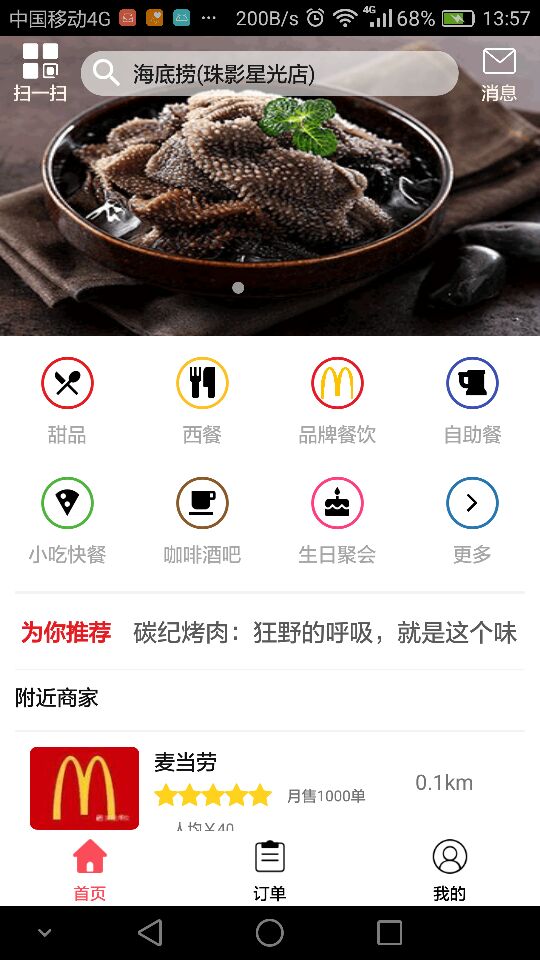 中国移动4G 200B/s 4G 68% 13:57
扫一扫 海底捞(珠影星光店) 消息
甜品 西餐 品牌餐饮 自助餐
小吃快餐 咖啡酒吧 生日聚会 更多
为你推荐 碳纪烤肉：狂野的呼吸，就是这个味
附近商家
麦当劳
月售1000单 0.1km
人均¥40
首页 订单 我的